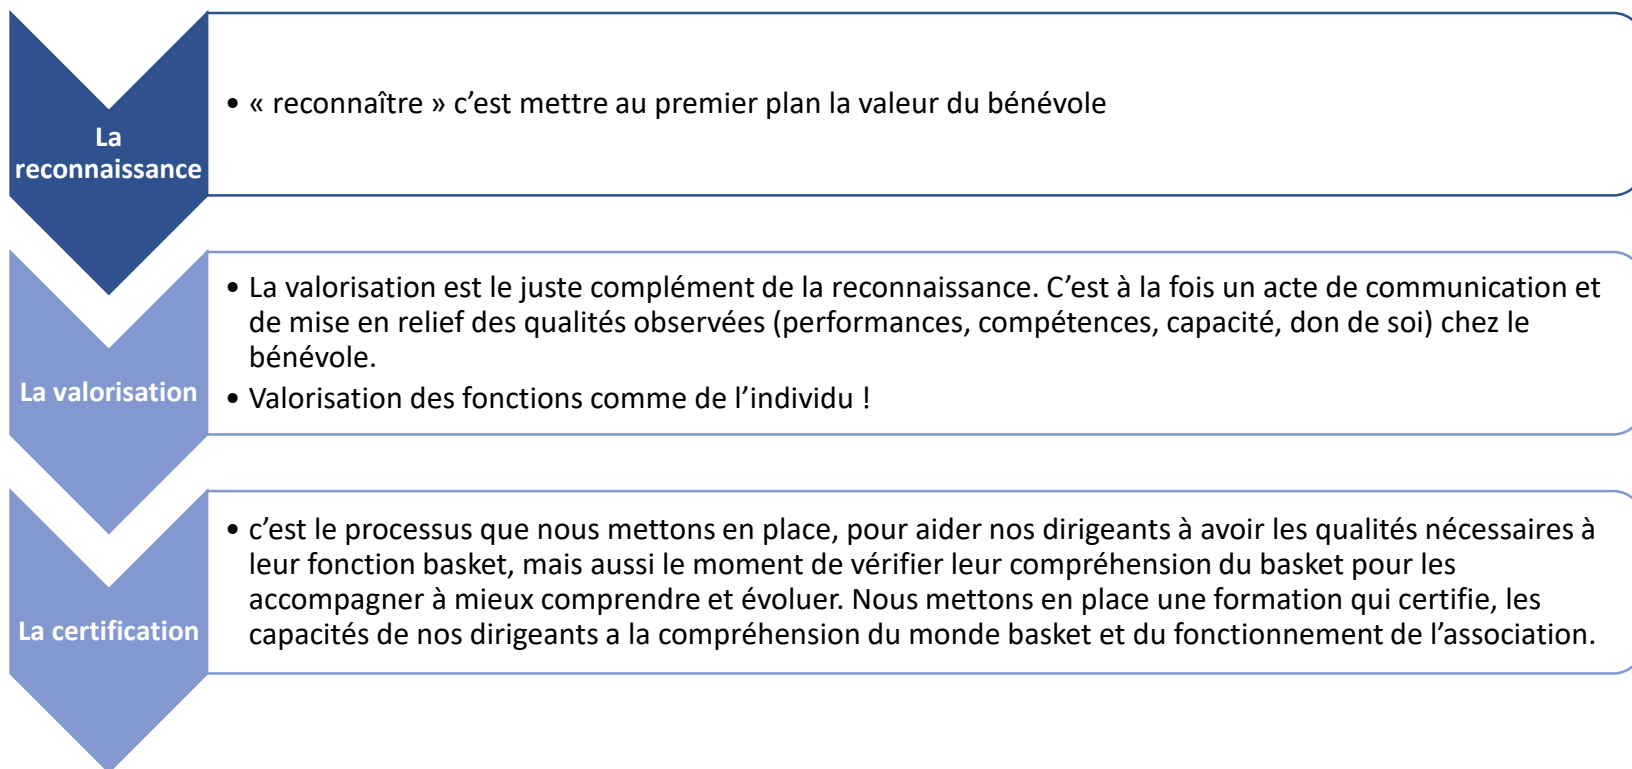 La
reconnaissance
• « reconnaître » c’est mettre au premier plan la valeur du bénévole
La valorisation
• La valorisation est le juste complément de la reconnaissance. C’est à la fois un acte de communication et
de mise en relief des qualités observées (performances, compétences, capacité, don de soi) chez le
bénévole.
• Valorisation des fonctions comme de l’individu !
La certification
• c’est le processus que nous mettons en place, pour aider nos dirigeants à avoir les qualités nécessaires à
leur fonction basket, mais aussi le moment de vérifier leur compréhension du basket pour les
accompagner à mieux comprendre et évoluer. Nous mettons en place une formation qui certifie, les
capacités de nos dirigeants a la compréhension du monde basket et du fonctionnement de l’association.